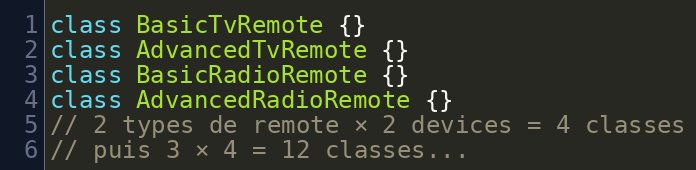 1 class BasicTvRemote {}
2 class AdvancedTvRemote {}
3 class BasicRadioRemote {}
4 class AdvancedRadioRemote {}
5 // 2 types de remote × 2 devices = 4 classes
6 // puis 3 × 4 = 12 classes...